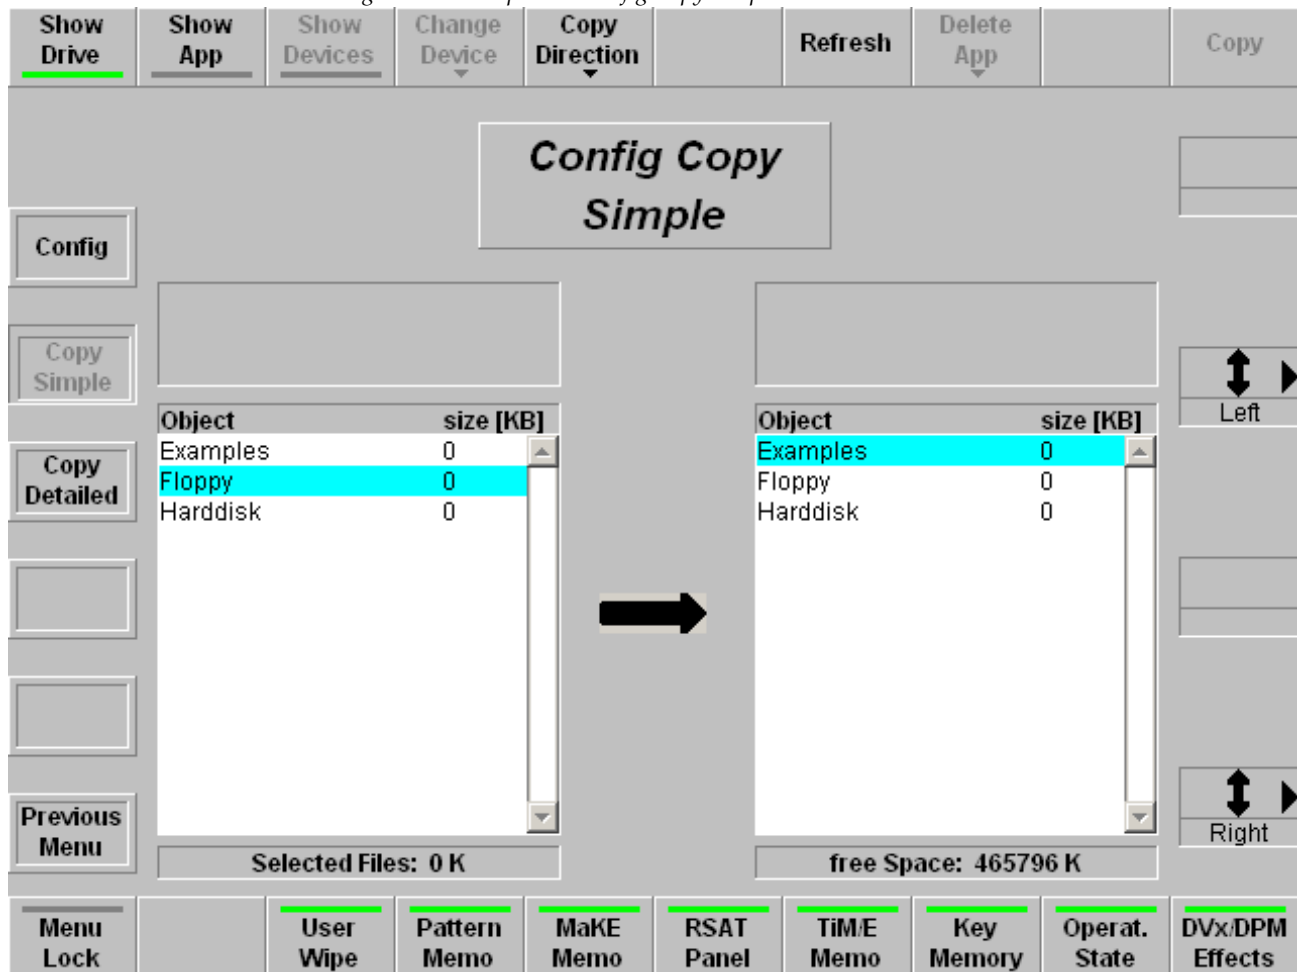 Show Drive
Show App
Show Devices
Change Device
Copy Direction
Refresh
Delete App
Copy
Config Copy
Simple
Config
Copy
Simple
Copy
Detailed
Previous
Menu
Object size [KB]
Examples 0
Floppy 0
Harddisk 0
Selected Files: 0 K
Object size [KB]
Examples 0
Floppy 0
Harddisk 0
free Space: 465796 K
Left
Right
Menu Lock
User Wipe
Pattern Memo
MaKE Memo
RSAT Panel
TiM/E Memo
Key Memory
Operat. State
DVx/DPM Effects